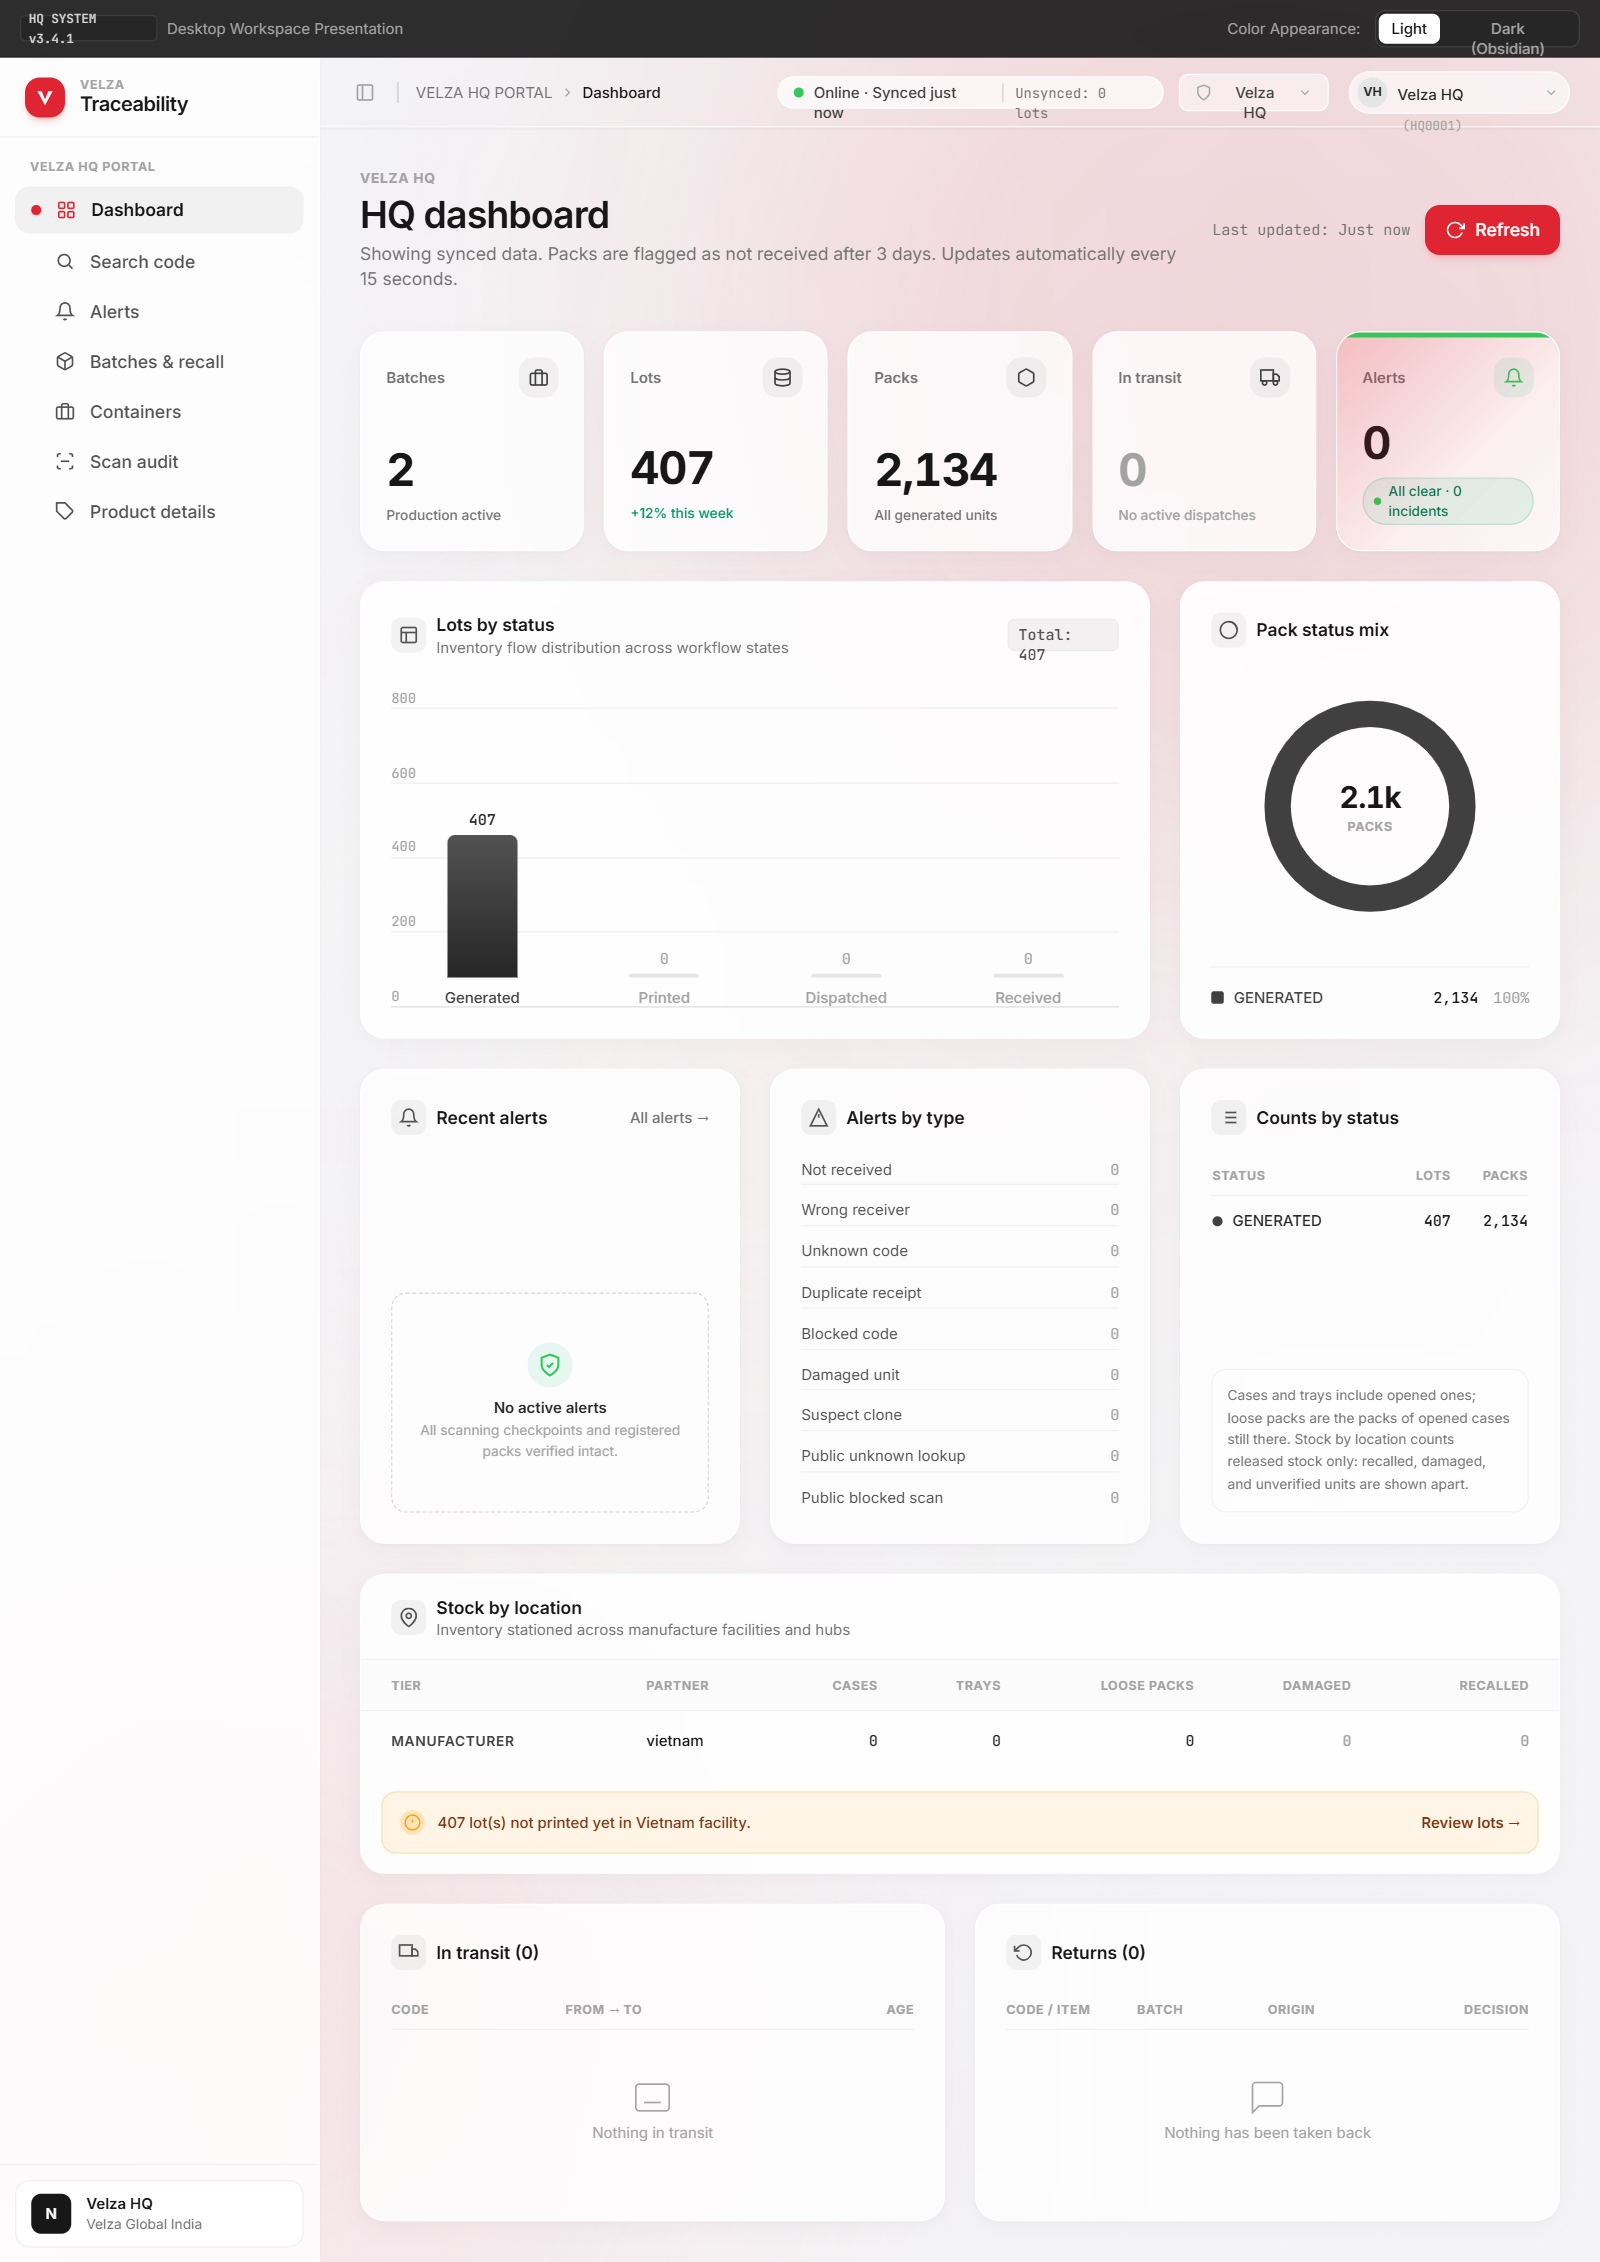 HQ SYSTEM
v3.4.1
Desktop Workspace Presentation
Color Appearance:
Light
Dark
(Obsidian)
VELZA
Traceability
VELZA HQ PORTAL
Dashboard
Search code
Alerts
Batches & recall
Containers
Scan audit
Product details
VELZA HQ PORTAL › Dashboard
Online · Synced just
now
Unsynced: 0
lots
Velza
HQ
VH
Velza HQ
(HQ0001)
VELZA HQ
HQ dashboard
Showing synced data. Packs are flagged as not received after 3 days. Updates automatically every
15 seconds.
Last updated: Just now
Refresh
Batches
2
Production active
Lots
407
+12% this week
Packs
2,134
All generated units
In transit
0
No active dispatches
Alerts
0
All clear · 0
incidents
Lots by status
Inventory flow distribution across workflow states
Total:
407
800
600
400
200
0
407
0
0
0
Generated
Printed
Dispatched
Received
Pack status mix
2.1k
PACKS
GENERATED 2,134 100%
Recent alerts
All alerts →
No active alerts
All scanning checkpoints and registered
packs verified intact.
Alerts by type
Not received 0
Wrong receiver 0
Unknown code 0
Duplicate receipt 0
Blocked code 0
Damaged unit 0
Suspect clone 0
Public unknown lookup 0
Public blocked scan 0
Counts by status
STATUS LOTS PACKS
GENERATED 407 2,134
Cases and trays include opened ones;
loose packs are the packs of opened cases
still there. Stock by location counts
released stock only: recalled, damaged,
and unverified units are shown apart.
Stock by location
Inventory stationed across manufacture facilities and hubs
TIER PARTNER CASES TRAYS LOOSE PACKS DAMAGED RECALLED
MANUFACTURER vietnam 0 0 0 0 0
407 lot(s) not printed yet in Vietnam facility.
Review lots →
In transit (0)
CODE FROM → TO AGE
Nothing in transit
Returns (0)
CODE / ITEM BATCH ORIGIN DECISION
Nothing has been taken back
N
Velza HQ
Velza Global India